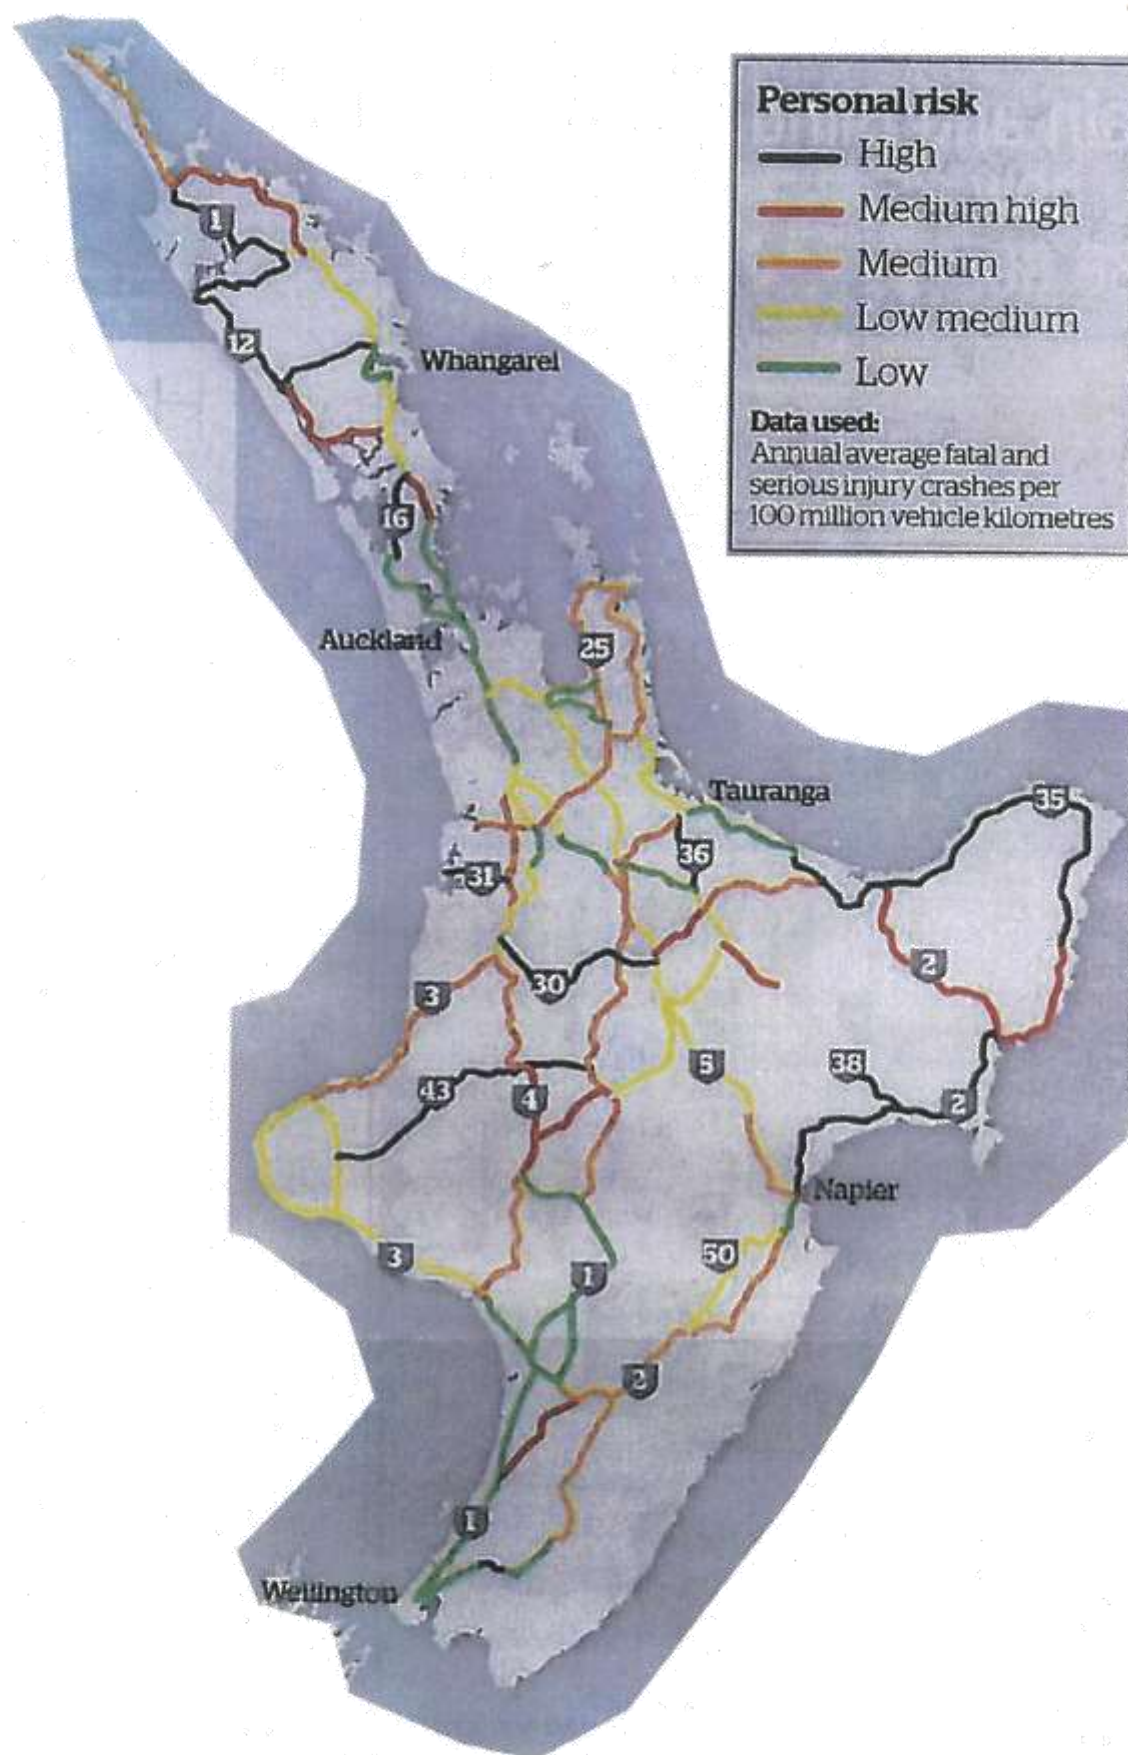 Personal risk
High
Medium high
Medium
Low medium
Low
Data used:
Annual average fatal and
serious injury crashes per
100 million vehicle kilometres
1
12
Whangarei
16
Auckland
25
Tauranga
35
36
31
2
30
3
5
38
43
4
2
Napier
3
50
1
2
1
Wellington